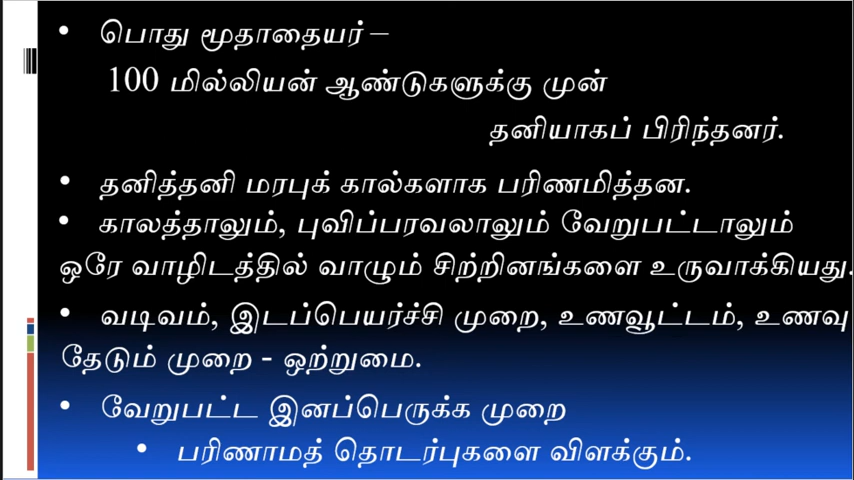 • பொது மூதாதையர் –
100 மில்லியன் ஆண்டுகளுக்கு முன்
தனியாகப் பிரிந்தனர்.
• தனித்தனி மரபுக் கால்களாக பரிணமித்தன.
• காலத்தாலும், புவிப்பரவலாலும் வேறுபட்டாலும்
ஒரே வாழிடத்தில் வாழும் சிற்றினங்களை உருவாக்கியது.
• வடிவம், இடப்பெயர்ச்சி முறை, உணவூட்டம், உணவு
தேடும் முறை - ஒற்றுமை.
• வேறுபட்ட இனப்பெருக்க முறை
• பரிணாமத் தொடர்புகளை விளக்கும்.